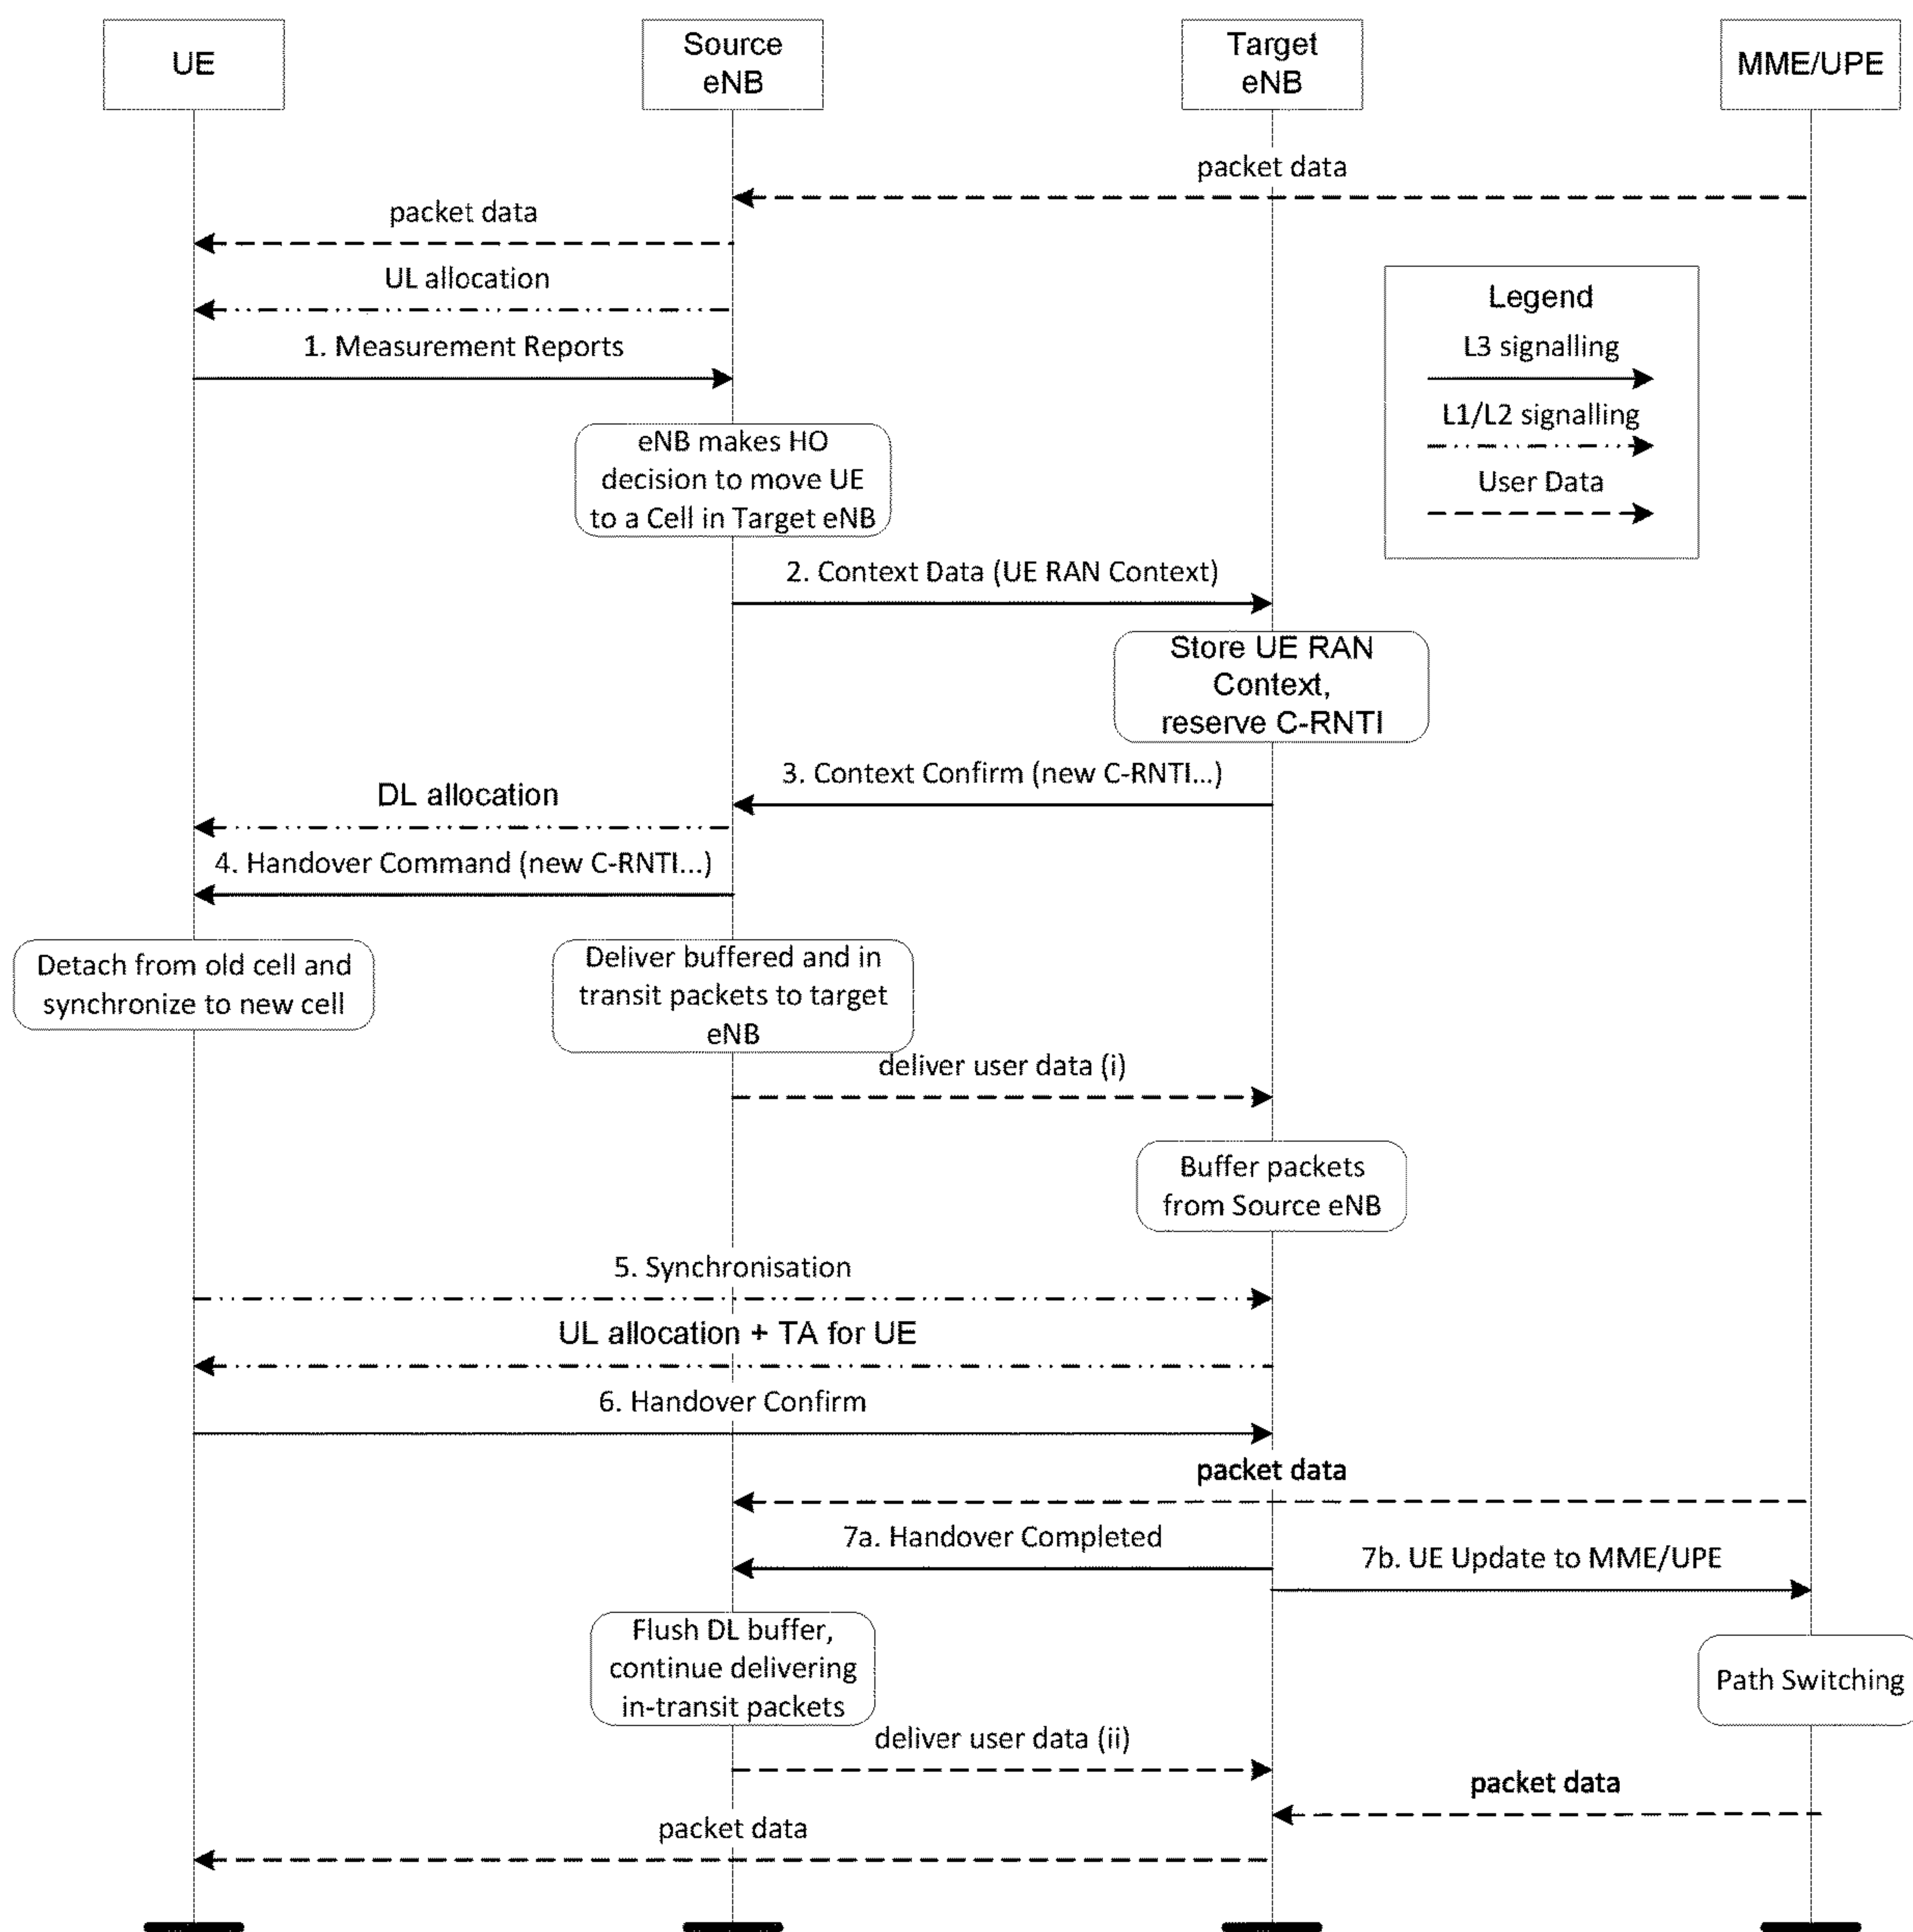 UE
Source
eNB
Target
eNB
MME/UPE
packet data
packet data
UL allocation
Legend
L3 signalling
L1/L2 signalling
User Data
1. Measurement Reports
eNB makes HO
decision to move UE
to a Cell in Target eNB
2. Context Data (UE RAN Context)
Store UE RAN
Context,
reserve C-RNTI
3. Context Confirm (new C-RNTI...)
DL allocation
4. Handover Command (new C-RNTI...)
Detach from old cell and
synchronize to new cell
Deliver buffered and in
transit packets to target
eNB
deliver user data (i)
Buffer packets
from Source eNB
5. Synchronisation
UL allocation + TA for UE
6. Handover Confirm
packet data
7a. Handover Completed
7b. UE Update to MME/UPE
Flush DL buffer,
continue delivering
in-transit packets
Path Switching
deliver user data (ii)
packet data
packet data